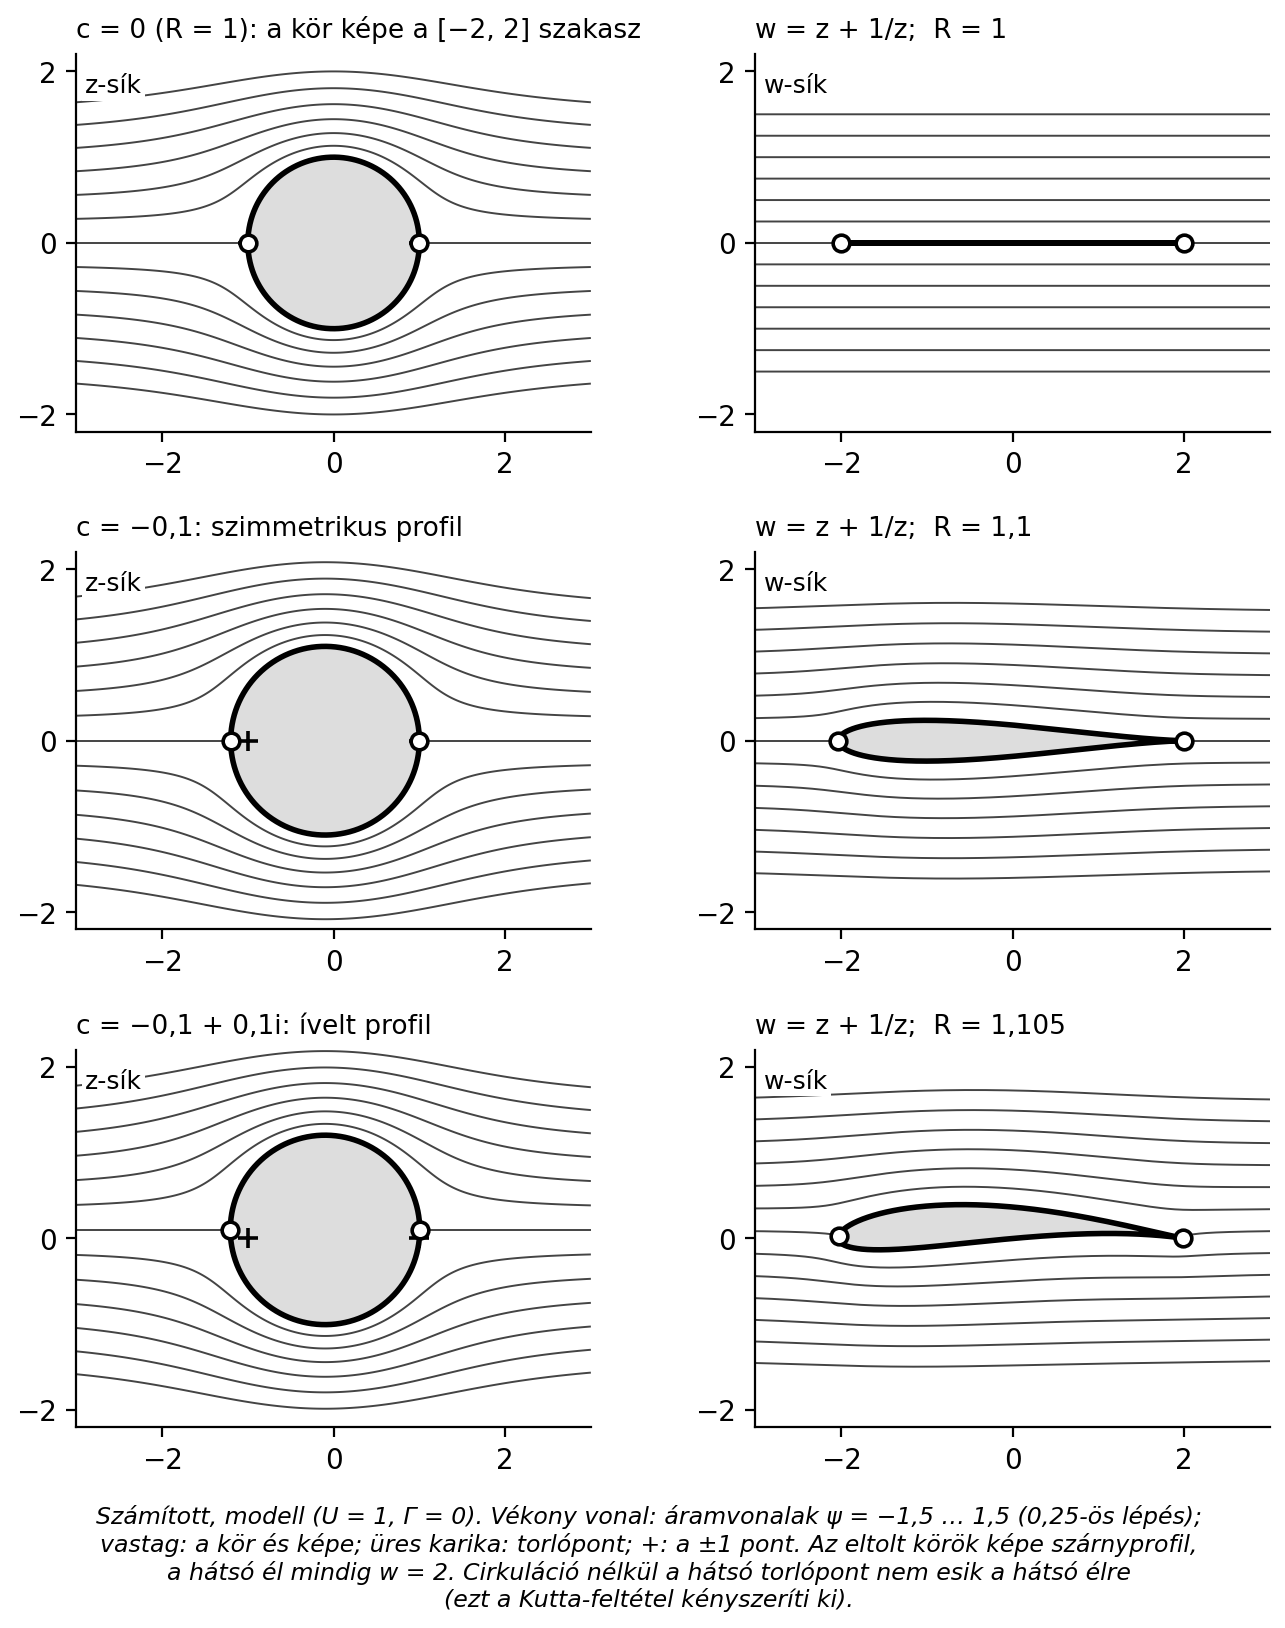 c = 0 (R = 1): a kör képe a [−2, 2] szakasz
w = z + 1/z;  R = 1
2
z-sík
0
−2
−2
0
2
2
w-sík
0
−2
−2
0
2
c = −0,1: szimmetrikus profil
w = z + 1/z;  R = 1,1
2
z-sík
0
−2
−2
0
2
2
w-sík
0
−2
−2
0
2
c = −0,1 + 0,1i: ívelt profil
w = z + 1/z;  R = 1,105
2
z-sík
0
−2
−2
0
2
2
w-sík
0
−2
−2
0
2
Számított, modell (U = 1, Γ = 0). Vékony vonal: áramvonalak ψ = −1,5 … 1,5 (0,25-ös lépés);
vastag: a kör és képe; üres karika: torlópont; +: a ±1 pont. Az eltolt körök képe szárnyprofil,
a hátsó él mindig w = 2. Cirkuláció nélkül a hátsó torlópont nem esik a hátsó élre
(ezt a Kutta-feltétel kényszeríti ki).